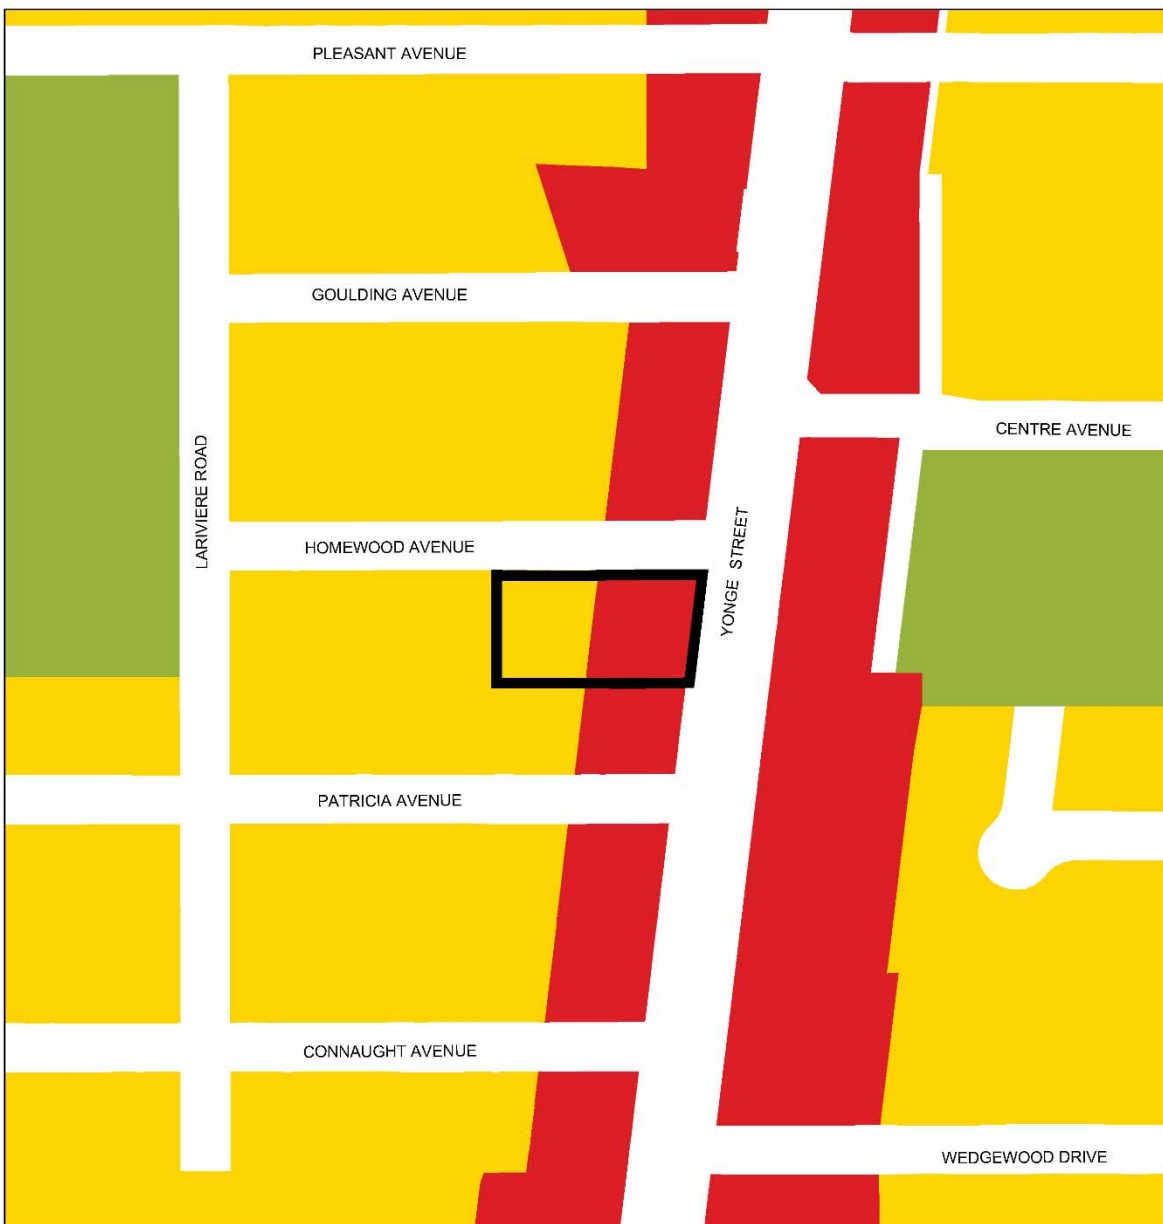 PLEASANT AVENUE
GOULDING AVENUE
CENTRE AVENUE
LARIVIERE ROAD
HOMEWOOD AVENUE
YONGE STREET
PATRICIA AVENUE
CONNAUGHT AVENUE
WEDGEWOOD DRIVE